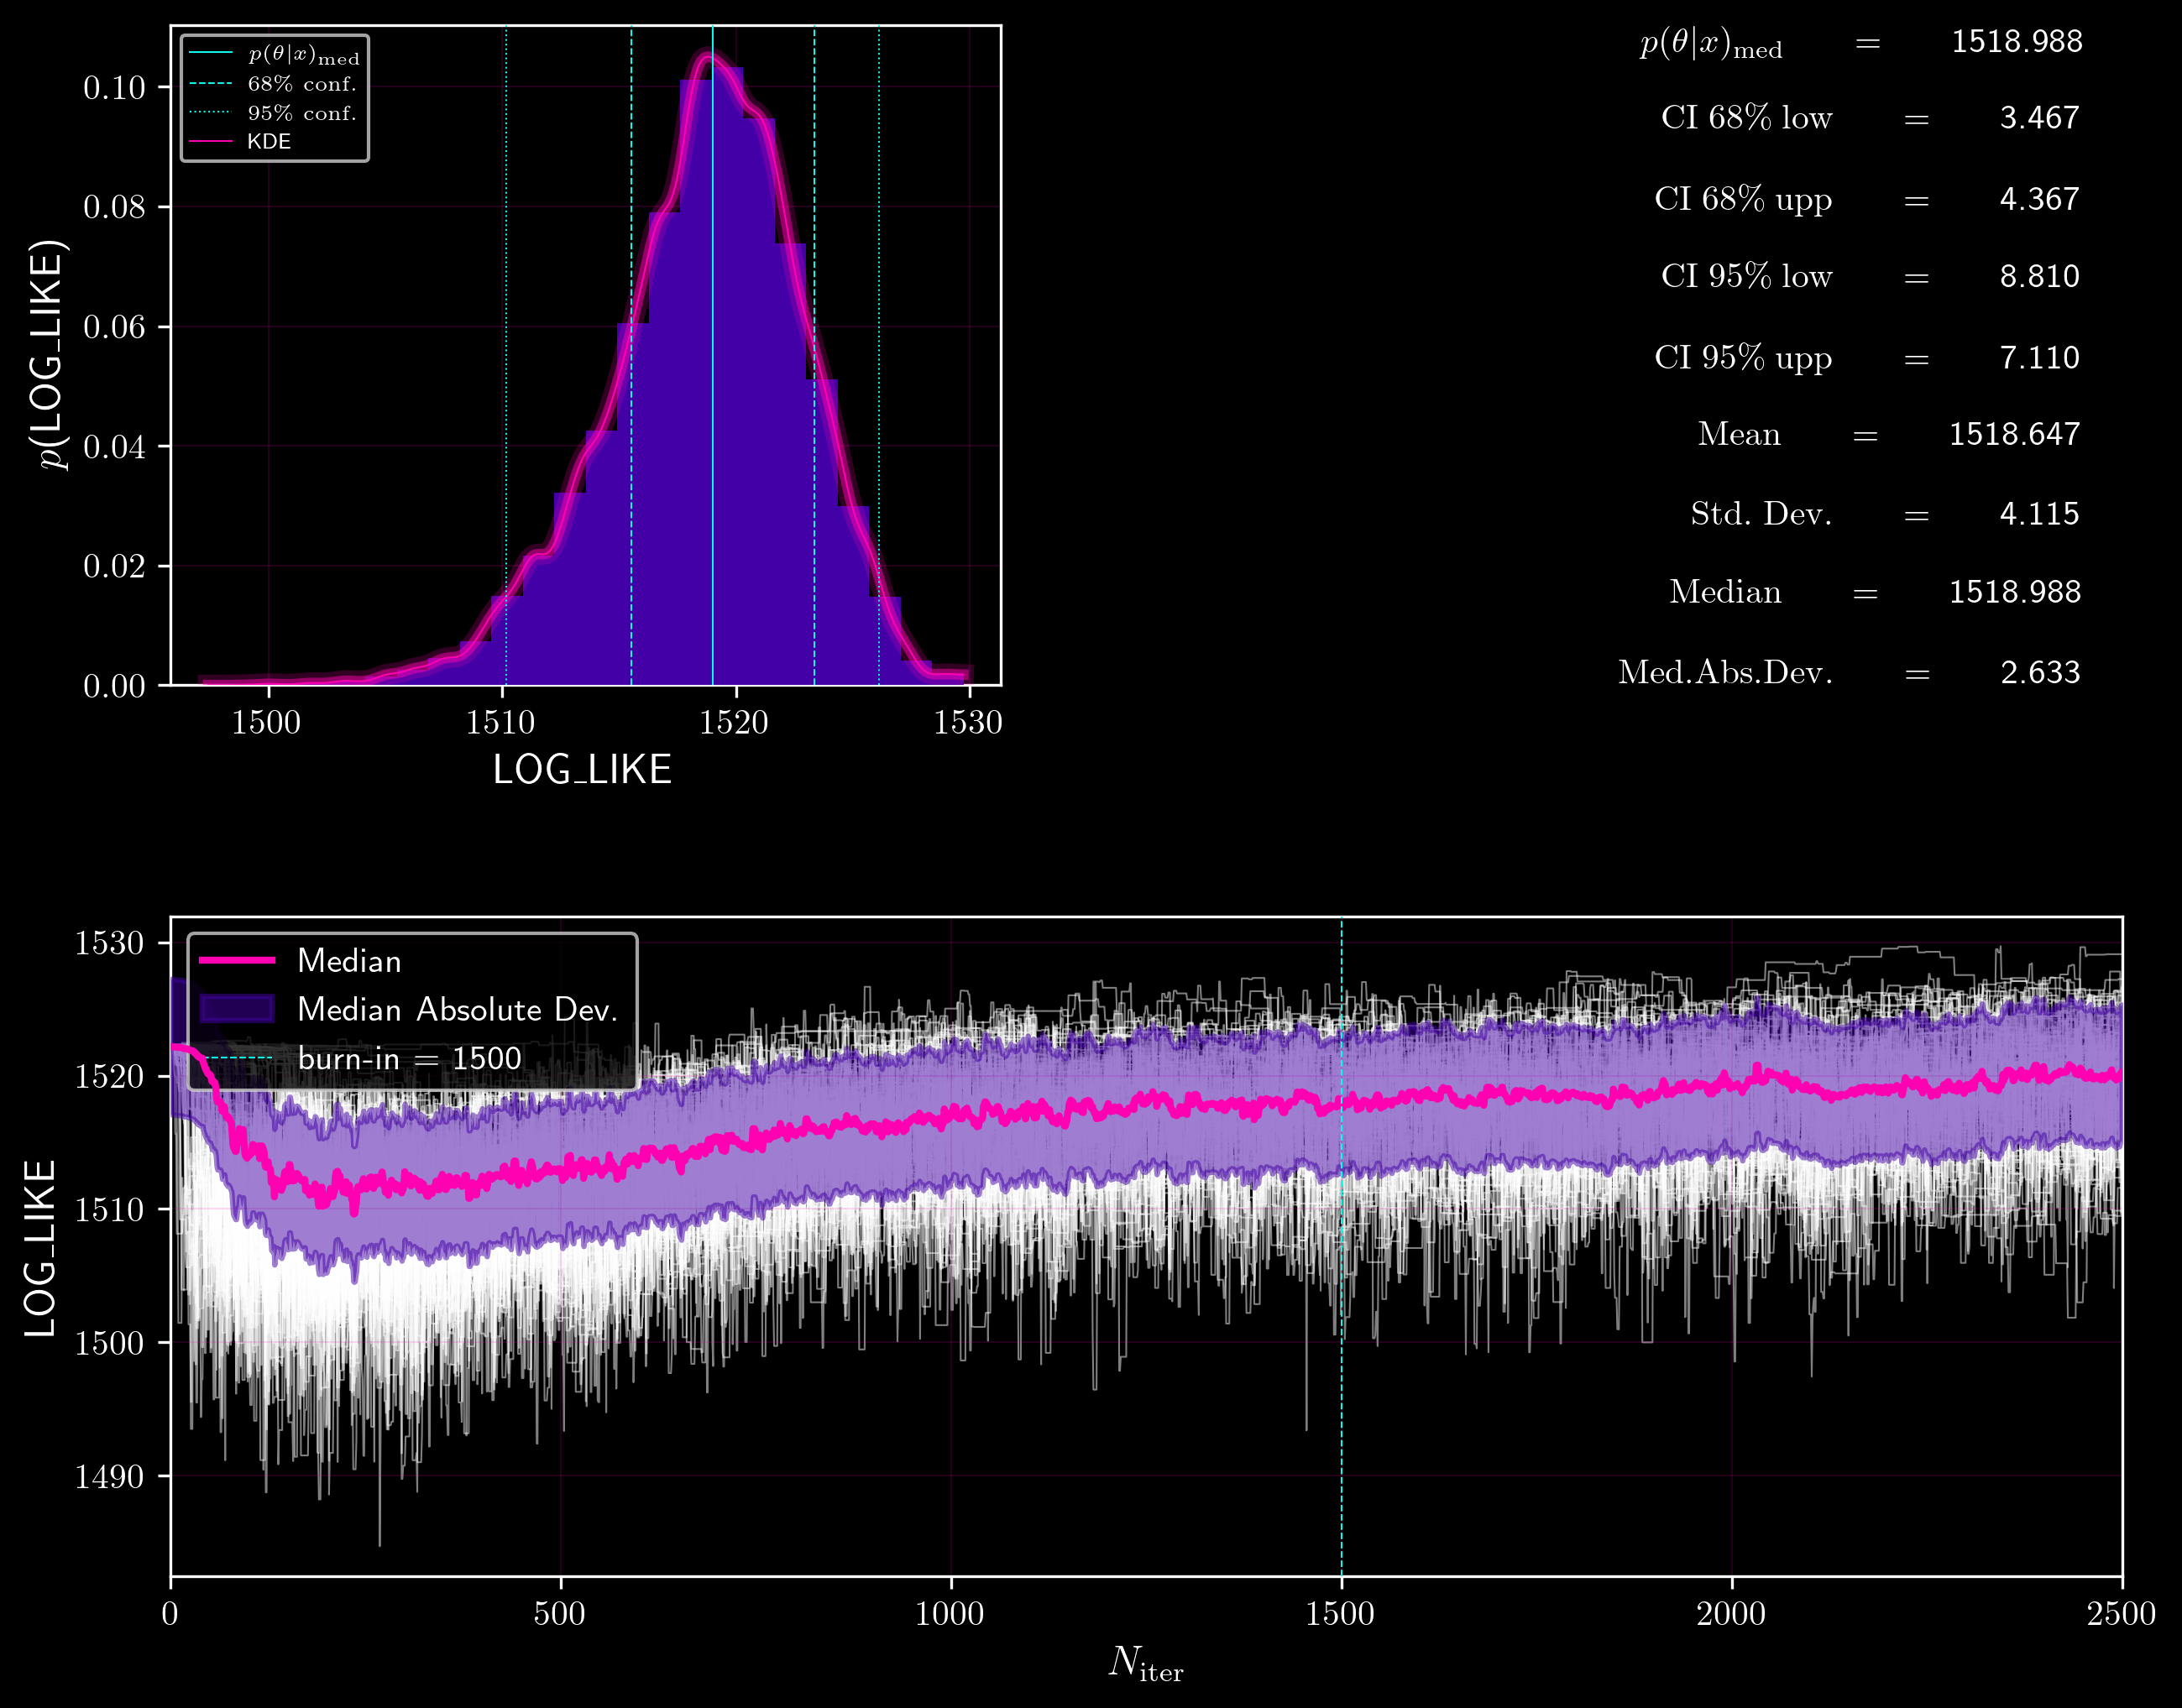 p(θ|x)med
68% conf.
95% conf.
KDE
0.10
0.08
0.06
0.04
0.02
0.00
p(LOG_LIKE)
1500 1510 1520 1530
LOG_LIKE
p(θ|x)med = 1518.988
CI 68% low = 3.467
CI 68% upp = 4.367
CI 95% low = 8.810
CI 95% upp = 7.110
Mean = 1518.647
Std. Dev. = 4.115
Median = 1518.988
Med.Abs.Dev. = 2.633
Median
Median Absolute Dev.
burn-in = 1500
1530
1520
1510
1500
1490
LOG_LIKE
0 500 1000 1500 2000 2500
Niter